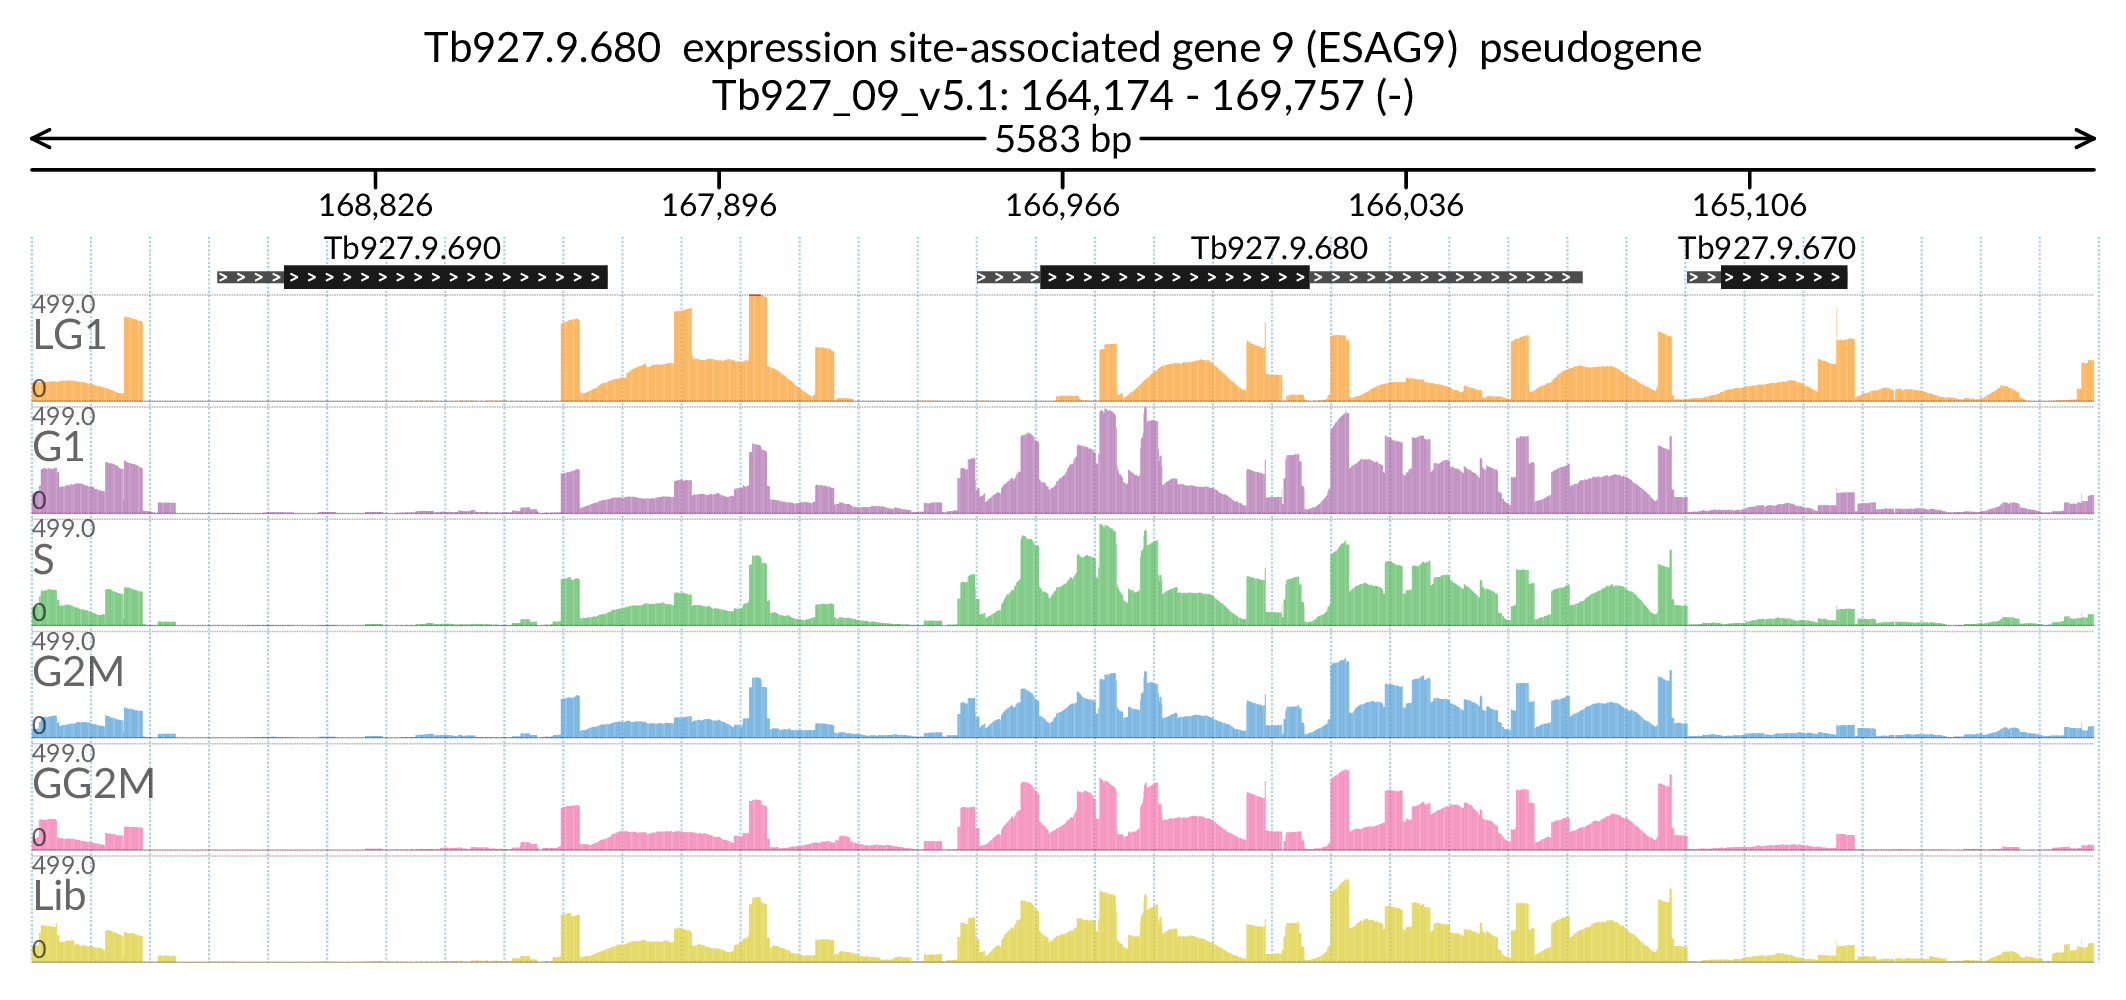 Tb927.9.680 expression site-associated gene 9 (ESAG9) pseudogene
Tb927_09_v5.1: 164,174 - 169,757 (-)
5583 bp
168,826 167,896 166,966 166,036 165,106
Tb927.9.690 Tb927.9.680 Tb927.9.670
499.0
LG1
0
499.0
G1
0
499.0
S
0
499.0
G2M
0
499.0
GG2M
0
499.0
Lib
0